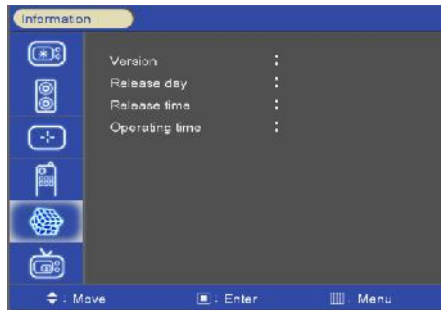 Information
Version :
Release day :
Release time :
Operating time :
: Move : Enter : Menu